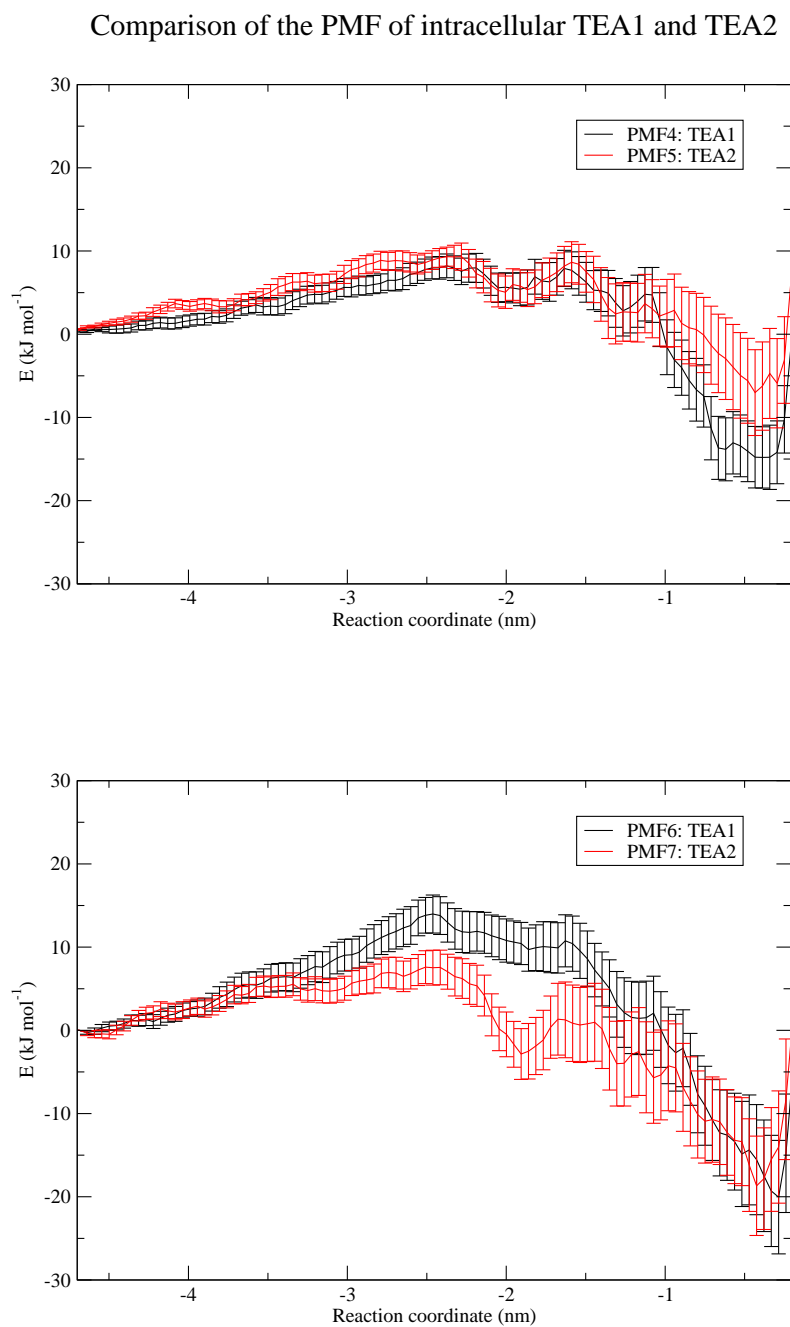 Comparison of the PMF of intracellular TEA1 and TEA2
30
20
10
0
-10
-20
-30
E (kJ mol⁻¹)
PMF4: TEA1
PMF5: TEA2
-4 -3 -2 -1
Reaction coordinate (nm)
30
20
10
0
-10
-20
-30
E (kJ mol⁻¹)
PMF6: TEA1
PMF7: TEA2
-4 -3 -2 -1
Reaction coordinate (nm)